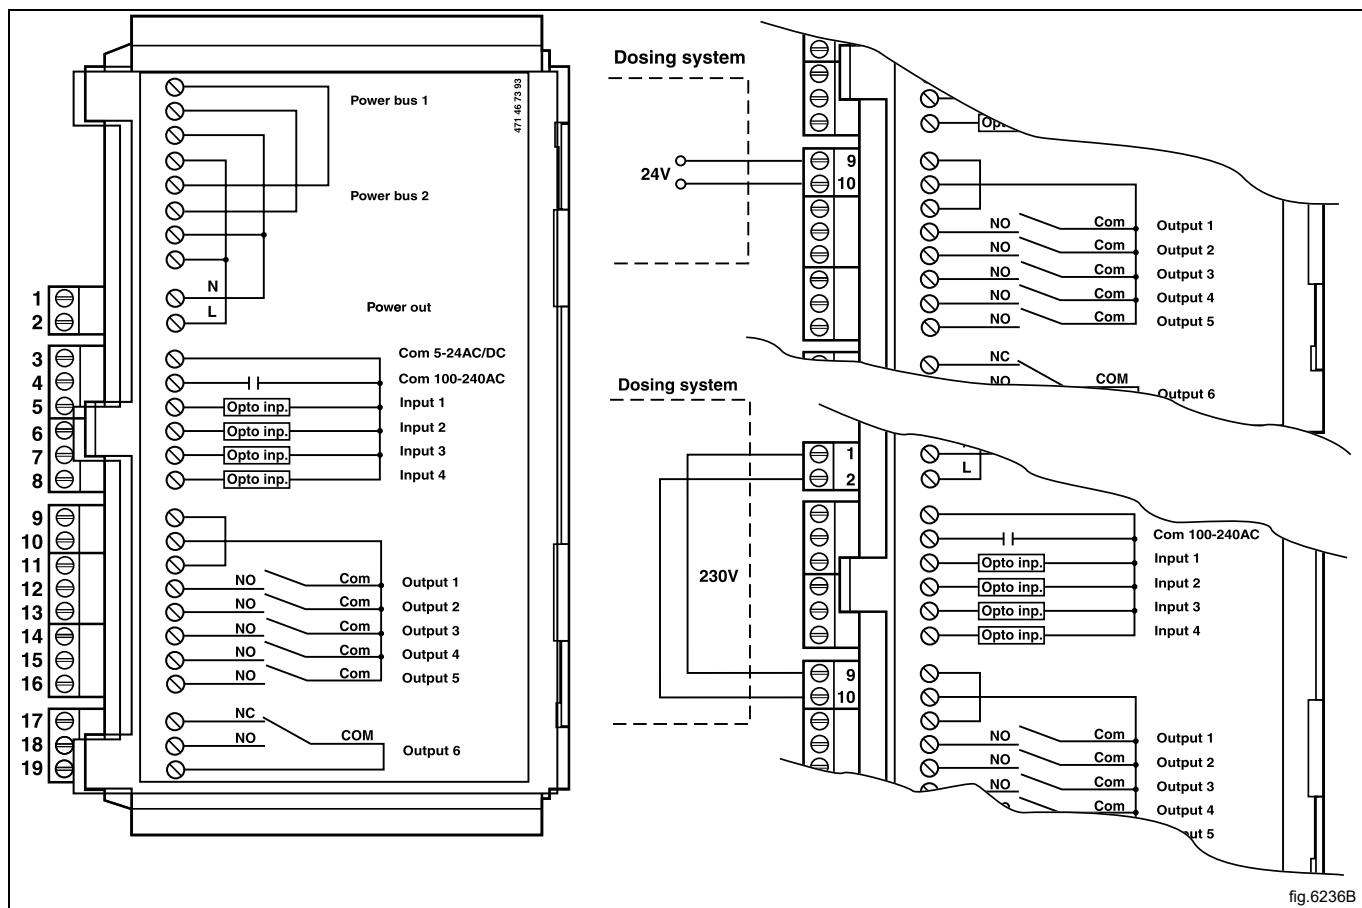 471 46 73 93
Power bus 1
Power bus 2
N
L
Power out
1
2
3
4
5
6
7
8
9
10
11
12
13
14
15
16
17
18
19
Com 5-24AC/DC
Com 100-240AC
Opto inp. Input 1
Opto inp. Input 2
Opto inp. Input 3
Opto inp. Input 4
NO Com Output 1
NO Com Output 2
NO Com Output 3
NO Com Output 4
NO Com Output 5
NC
NO COM Output 6
Dosing system
24V
9
10
NO Com Output 1
NO Com Output 2
NO Com Output 3
NO Com Output 4
NO Com Output 5
NC
NO COM
Output 6
Dosing system
230V
1
2
L
Com 100-240AC
Opto inp. Input 1
Opto inp. Input 2
Opto inp. Input 3
Opto inp. Input 4
9
10
NO Com Output 1
NO Com Output 2
NO Com Output 3
Com Output 4
fig.6236B